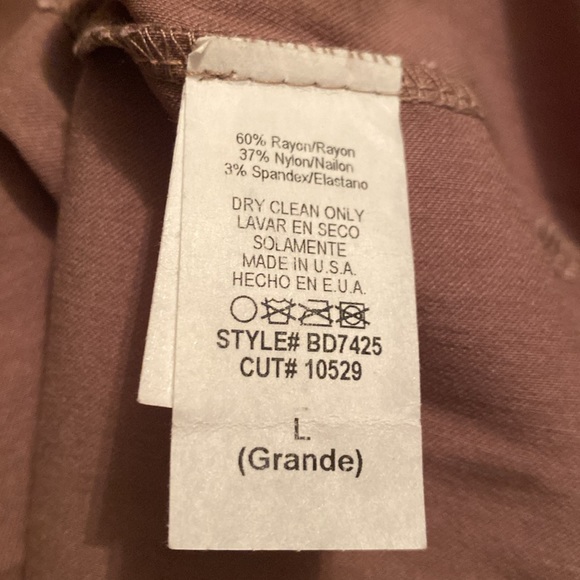 60% Rayon/Rayon
37% Nylon/Nailon
3% Spandex/Elastano
DRY CLEAN ONLY
LAVAR EN SECO
SOLAMENTE
MADE IN U.S.A.
HECHO EN E.U.A.
STYLE# BD7425
CUT# 10529
L
(Grande)